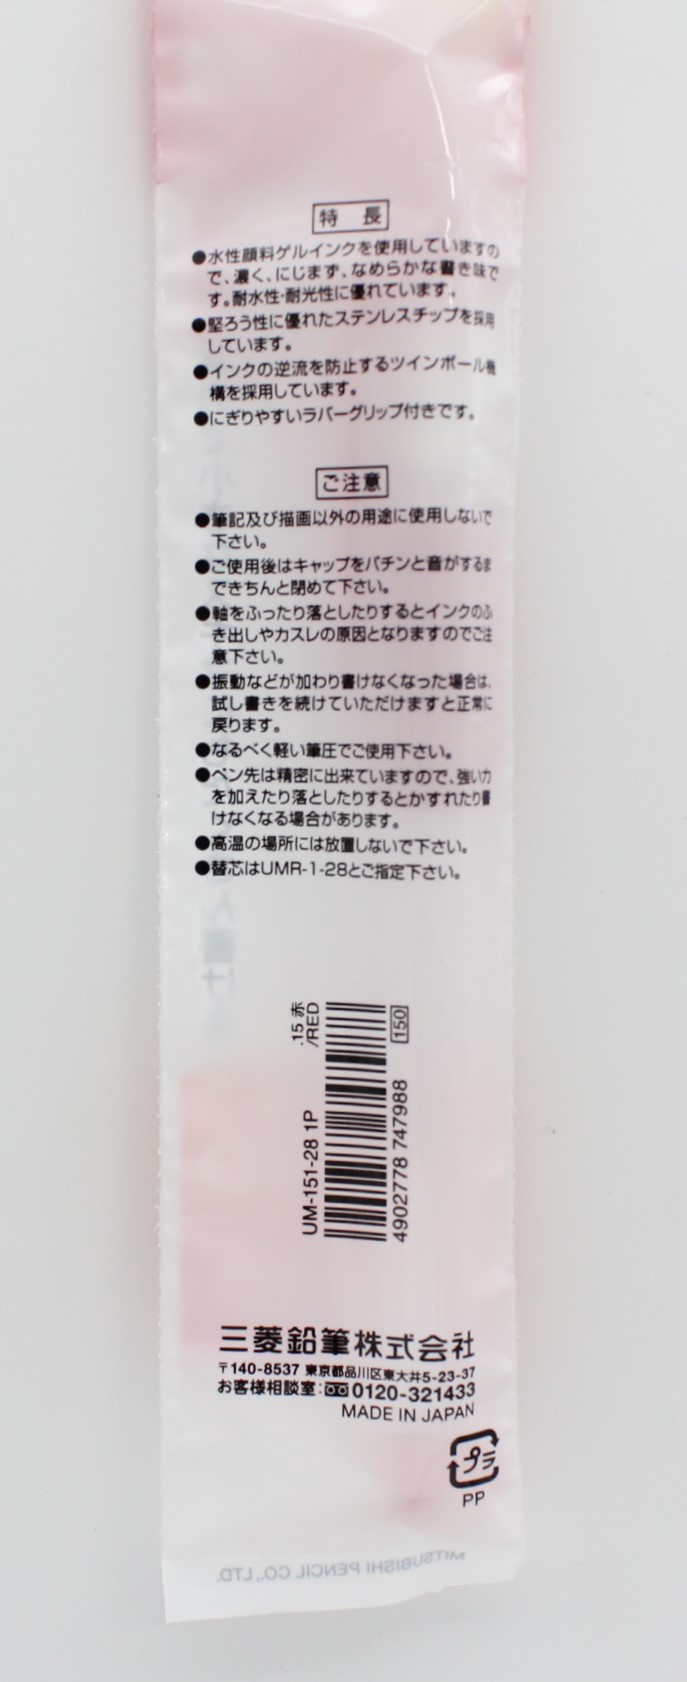 特 長
●水性顔料ゲルインクを使用していますの
で、濃く、にじまず、なめらかな書き味で
す。耐水性・耐光性に優れています。
●堅ろう性に優れたステンレスチップを採用
しています。
●インクの逆流を防止するツインボール機
構を採用しています。
●にぎりやすいラバーグリップ付きです。
ご注意
●筆記及び描画以外の用途に使用しないで
下さい。
●ご使用後はキャップをパチンと音がするま
できちんと閉めて下さい。
●軸をふったり落としたりするとインクのふ
き出しやカスレの原因となりますのでご注
意下さい。
●振動などが加わり書けなくなった場合は、
試し書きを続けていただけますと正常に
戻ります。
●なるべく軽い筆圧でご使用下さい。
●ペン先は精密に出来ていますので、強い力
を加えたり落としたりするとかすれたり書
けなくなる場合があります。
●高温の場所には放置しないで下さい。
●替芯はUMR-1-28とご指定下さい。
.15 赤
/RED
UM-151-28 1P
150
4902778 747988
三菱鉛筆株式会社
〒140-8537 東京都品川区東大井5-23-37
お客様相談室：0120-321433
MADE IN JAPAN
プラ
PP
MITSUBISHI PENCIL CO.,LTD.